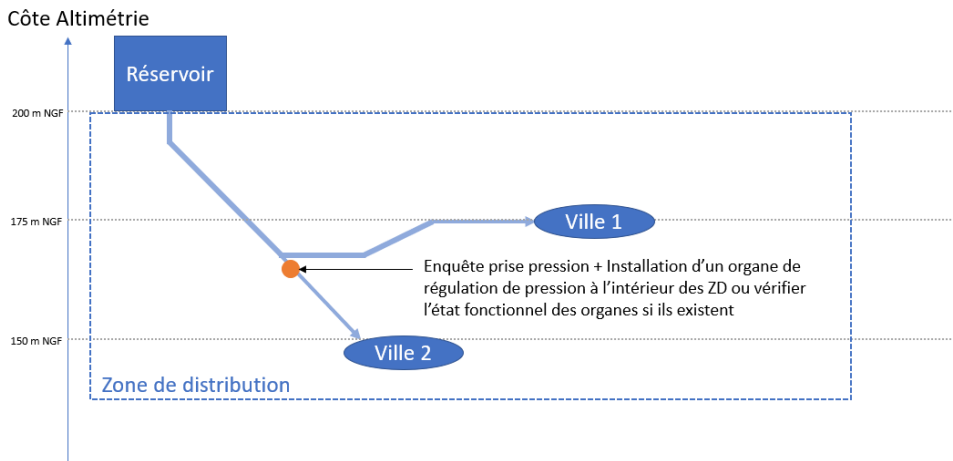 Côte Altimétrie
Réservoir
200 m NGF
175 m NGF
Ville 1
Enquête prise pression + Installation d’un organe de
régulation de pression à l’intérieur des ZD ou vérifier
l’état fonctionnel des organes si ils existent
150 m NGF
Ville 2
Zone de distribution